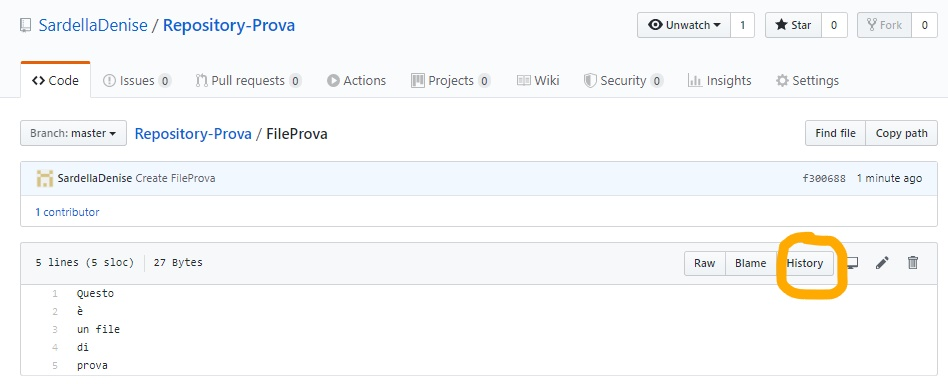 SardellaDenise / Repository-Prova Unwatch 1 Star 0 Fork 0
Code Issues 0 Pull requests 0 Actions Projects 0 Wiki Security 0 Insights Settings
Branch: master Repository-Prova / FileProva Find file Copy path
SardellaDenise Create FileProva f300688 1 minute ago
1 contributor
5 lines (5 sloc) 27 Bytes Raw Blame History
1 Questo
2 è
3 un file
4 di
5 prova